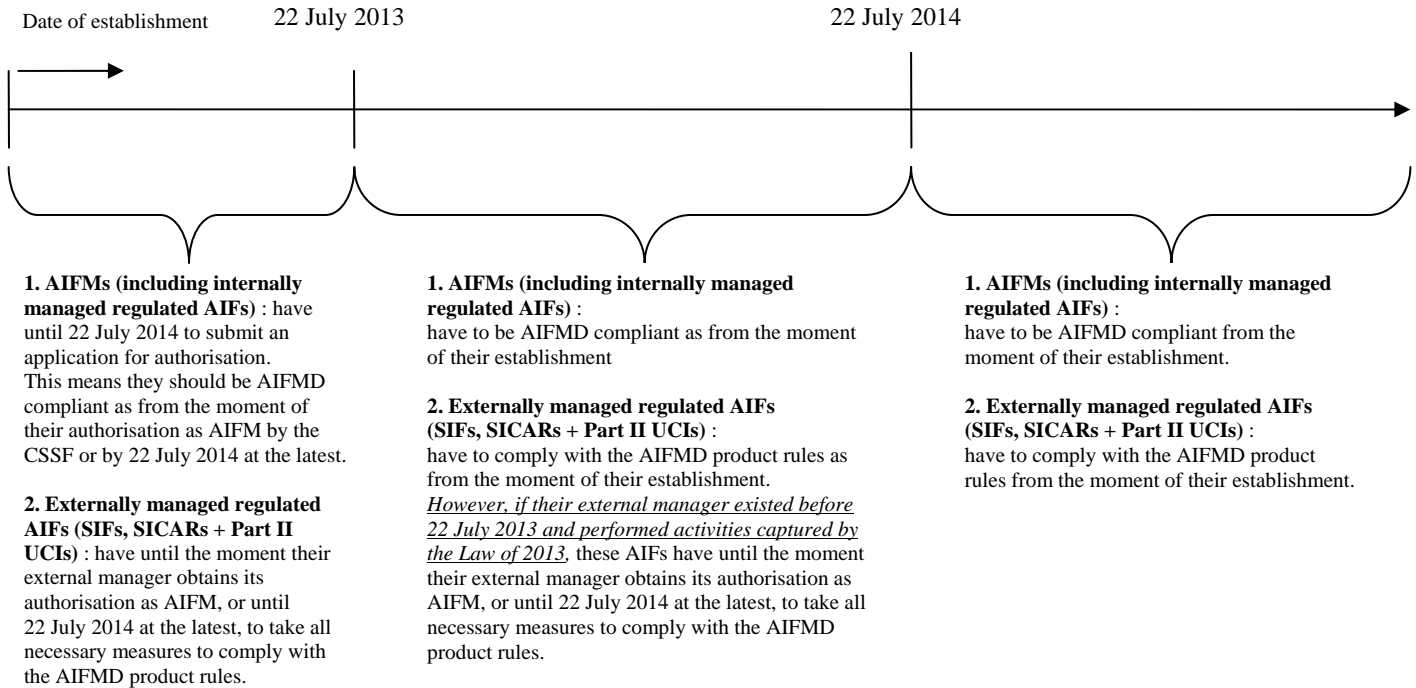 Date of establishment
22 July 2013
22 July 2014
1. AIFMs (including internally
managed regulated AIFs) : have
until 22 July 2014 to submit an
application for authorisation.
This means they should be AIFMD
compliant as from the moment of
their authorisation as AIFM by the
CSSF or by 22 July 2014 at the latest.
2. Externally managed regulated
AIFs (SIFs, SICARs + Part II
UCIs) : have until the moment their
external manager obtains its
authorisation as AIFM, or until
22 July 2014 at the latest, to take all
necessary measures to comply with
the AIFMD product rules.
1. AIFMs (including internally managed
regulated AIFs) :
have to be AIFMD compliant as from the moment
of their establishment
2. Externally managed regulated AIFs
(SIFs, SICARs + Part II UCIs) :
have to comply with the AIFMD product rules as
from the moment of their establishment.
However, if their external manager existed before
22 July 2013 and performed activities captured by
the Law of 2013, these AIFs have until the moment
their external manager obtains its authorisation as
AIFM, or until 22 July 2014 at the latest, to take all
necessary measures to comply with the AIFMD
product rules.
1. AIFMs (including internally managed
regulated AIFs) :
have to be AIFMD compliant from the
moment of their establishment.
2. Externally managed regulated AIFs
(SIFs, SICARs + Part II UCIs) :
have to comply with the AIFMD product
rules from the moment of their establishment.